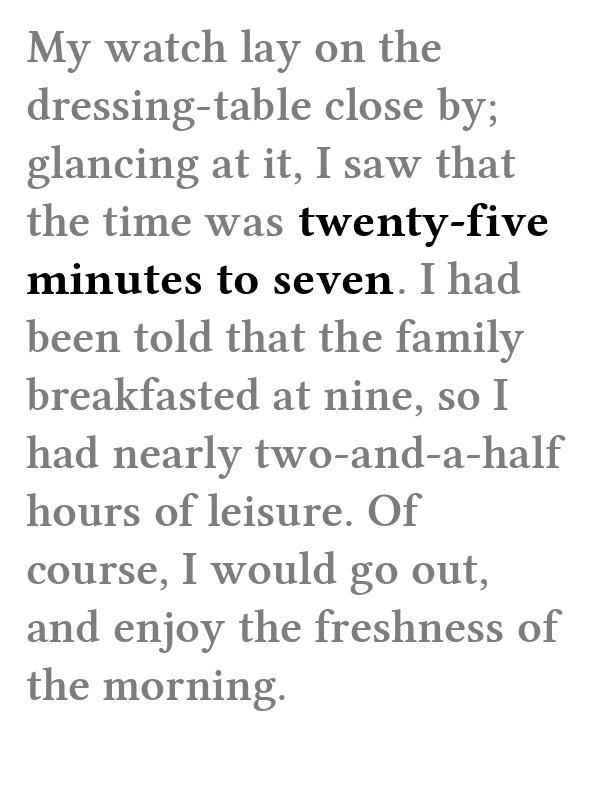 My watch lay on the
dressing-table close by;
glancing at it, I saw that
the time was twenty-five
minutes to seven. I had
been told that the family
breakfasted at nine, so I
had nearly two-and-a-half
hours of leisure. Of
course, I would go out,
and enjoy the freshness of
the morning.